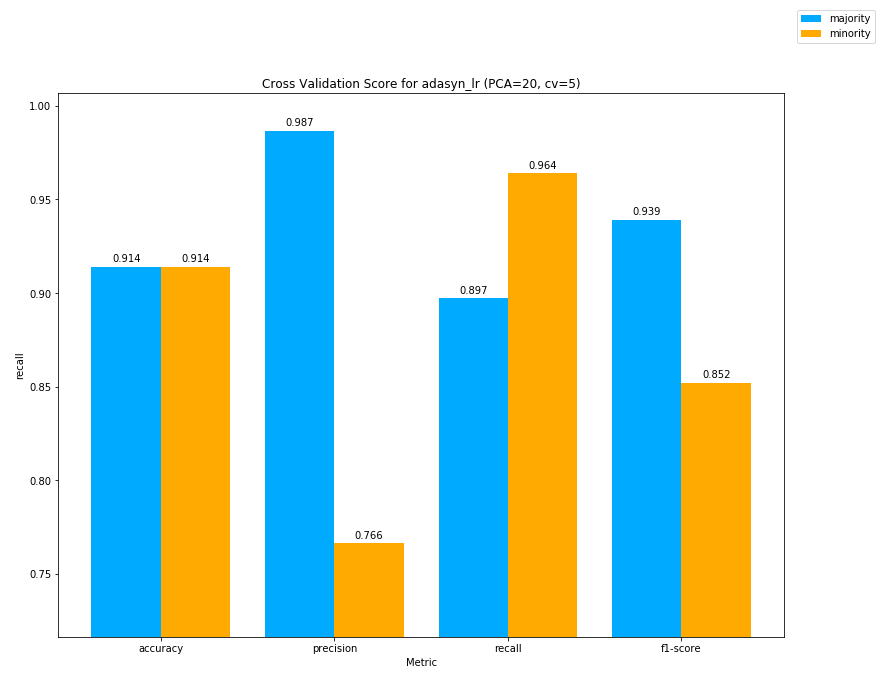 majority
minority
Cross Validation Score for adasyn_lr (PCA=20, cv=5)
recall
1.00
0.95
0.90
0.85
0.80
0.75
0.914
0.914
0.987
0.766
0.897
0.964
0.939
0.852
accuracy
precision
recall
f1-score
Metric